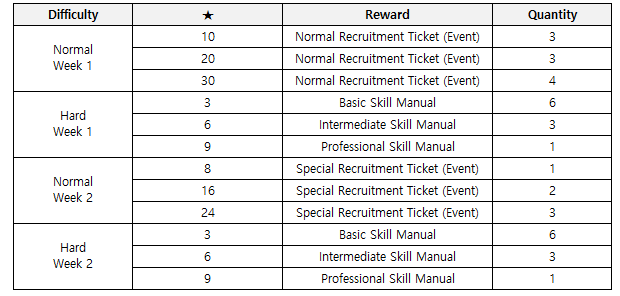 Difficulty ★ Reward Quantity
Normal
Week 1
10 Normal Recruitment Ticket (Event) 3
20 Normal Recruitment Ticket (Event) 3
30 Normal Recruitment Ticket (Event) 4
Hard
Week 1
3 Basic Skill Manual 6
6 Intermediate Skill Manual 3
9 Professional Skill Manual 1
Normal
Week 2
8 Special Recruitment Ticket (Event) 1
16 Special Recruitment Ticket (Event) 2
24 Special Recruitment Ticket (Event) 3
Hard
Week 2
3 Basic Skill Manual 6
6 Intermediate Skill Manual 3
9 Professional Skill Manual 1